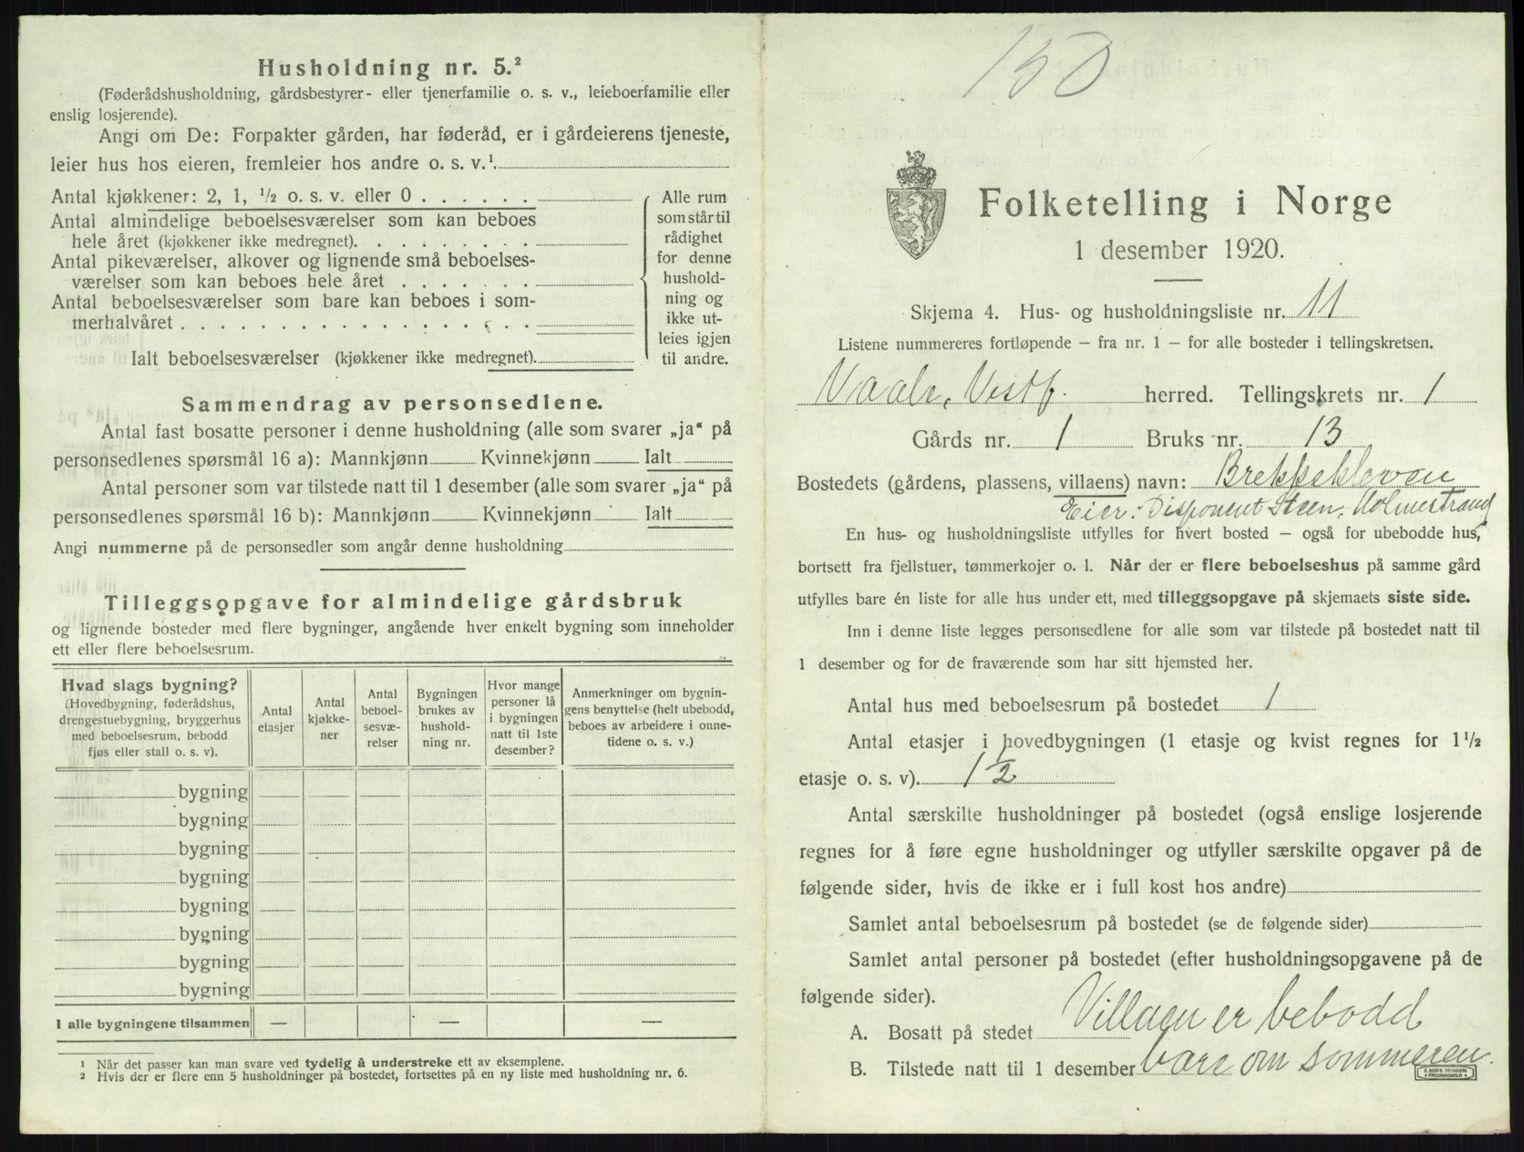 Husholdning nr. 5.²
(Føderådshusholdning, gårdsbestyrer- eller tjenerfamilie o. s. v., leieboerfamilie eller
enslig losjerende).
Angi om De: Forpakter gården, har føderåd, er i gårdeierens tjeneste,
leier hus hos eieren, fremleier hos andre o. s. v.¹.
Antal kjøkkener: 2, 1, ½ o. s. v. eller 0 . . . . . .
Antal almindelige beboelsesværelser som kan beboes
hele året (kjøkkener ikke medregnet). . . . . . . . .
Antal pikeværelser, alkover og lignende små beboelses-
værelser som kan beboes hele året . . . . . . .
Antal beboelsesværelser som bare kan beboes i som-
merhalvåret . . . . . . . . . . . . . . . . . .
Ialt beboelsesværelser (kjøkkener ikke medregnet).
Alle rum
som står til
rådighet
for denne
hushold-
ning og
ikke ut-
leies igjen
til andre.
Sammendrag av personsedlene.
Antal fast bosatte personer i denne husholdning (alle som svarer „ja“ på
personsedlenes spørsmål 16 a): Mannkjønn Kvinnekjønn Ialt
Antal personer som var tilstede natt til 1 desember (alle som svarer „ja“ på
personsedlenes spørsmål 16 b): Mannkjønn Kvinnekjønn Ialt
Angi nummerne på de personsedler som angår denne husholdning
Tilleggsopgave for almindelige gårdsbruk
og lignende bosteder med flere bygninger, angående hver enkelt bygning som inneholder
ett eller flere beboelsesrum.
Hvad slags bygning?
(Hovedbygning, føderådshus,
drengestuebygning, bryggerhus
med beboelsesrum, bebodd
fjøs eller stall o. s. v).
Antal
etasjer
Antal
kjøkke-
ner
Antal
beboel-
sesvæ-
relser
Bygningen
brukes av
hushold-
ning nr.
Hvor mange
personer lå
i bygningen
natt til 1ste
desember?
Anmerkninger om bygnin-
gens benyttelse (helt ubebodd,
beboes av arbeidere i onne-
tidene o. s. v.)
bygning
bygning
bygning
bygning
bygning
bygning
bygning
bygning
I alle bygningene tilsammen — — —
1 Når det passer kan man svare ved tydelig å understreke ett av eksemplene.
2 Hvis der er flere enn 5 husholdninger på bostedet, fortsettes på en ny liste med husholdning nr. 6.
Folketelling i Norge
1 desember 1920.
Skjema 4. Hus- og husholdningsliste nr. 11
Listene nummereres fortløpende – fra nr. 1 – for alle bosteder i tellingskretsen.
Vaale, Vestf. herred. Tellingskrets nr. 1
Gårds nr. 1 Bruks nr. 13
Bostedets (gårdens, plassens, villaens) navn: Brekkekleven
Eier: Disponent Steen, Holmestrand
En hus- og husholdningsliste utfylles for hvert bosted – også for ubebodde hus,
bortsett fra fjellstuer, tømmerkojer o. l. Når der er flere beboelseshus på samme gård
utfylles bare én liste for alle hus under ett, med tilleggsopgave på skjemaets siste side.
Inn i denne liste legges personsedlene for alle som var tilstede på bostedet natt til
1 desember og for de fraværende som har sitt hjemsted her.
Antal hus med beboelsesrum på bostedet 1
Antal etasjer i hovedbygningen (1 etasje og kvist regnes for 1½
etasje o. s. v). 1½
Antal særskilte husholdninger på bostedet (også enslige losjerende
regnes for å føre egne husholdninger og utfyller særskilte opgaver på de
følgende sider, hvis de ikke er i full kost hos andre)
Samlet antal beboelsesrum på bostedet (se de følgende sider)
Samlet antal personer på bostedet (efter husholdningsopgavene på de
følgende sider).
A. Bosatt på stedet Villaen er bebodd
B. Tilstede natt til 1 desember bare om sommeren.